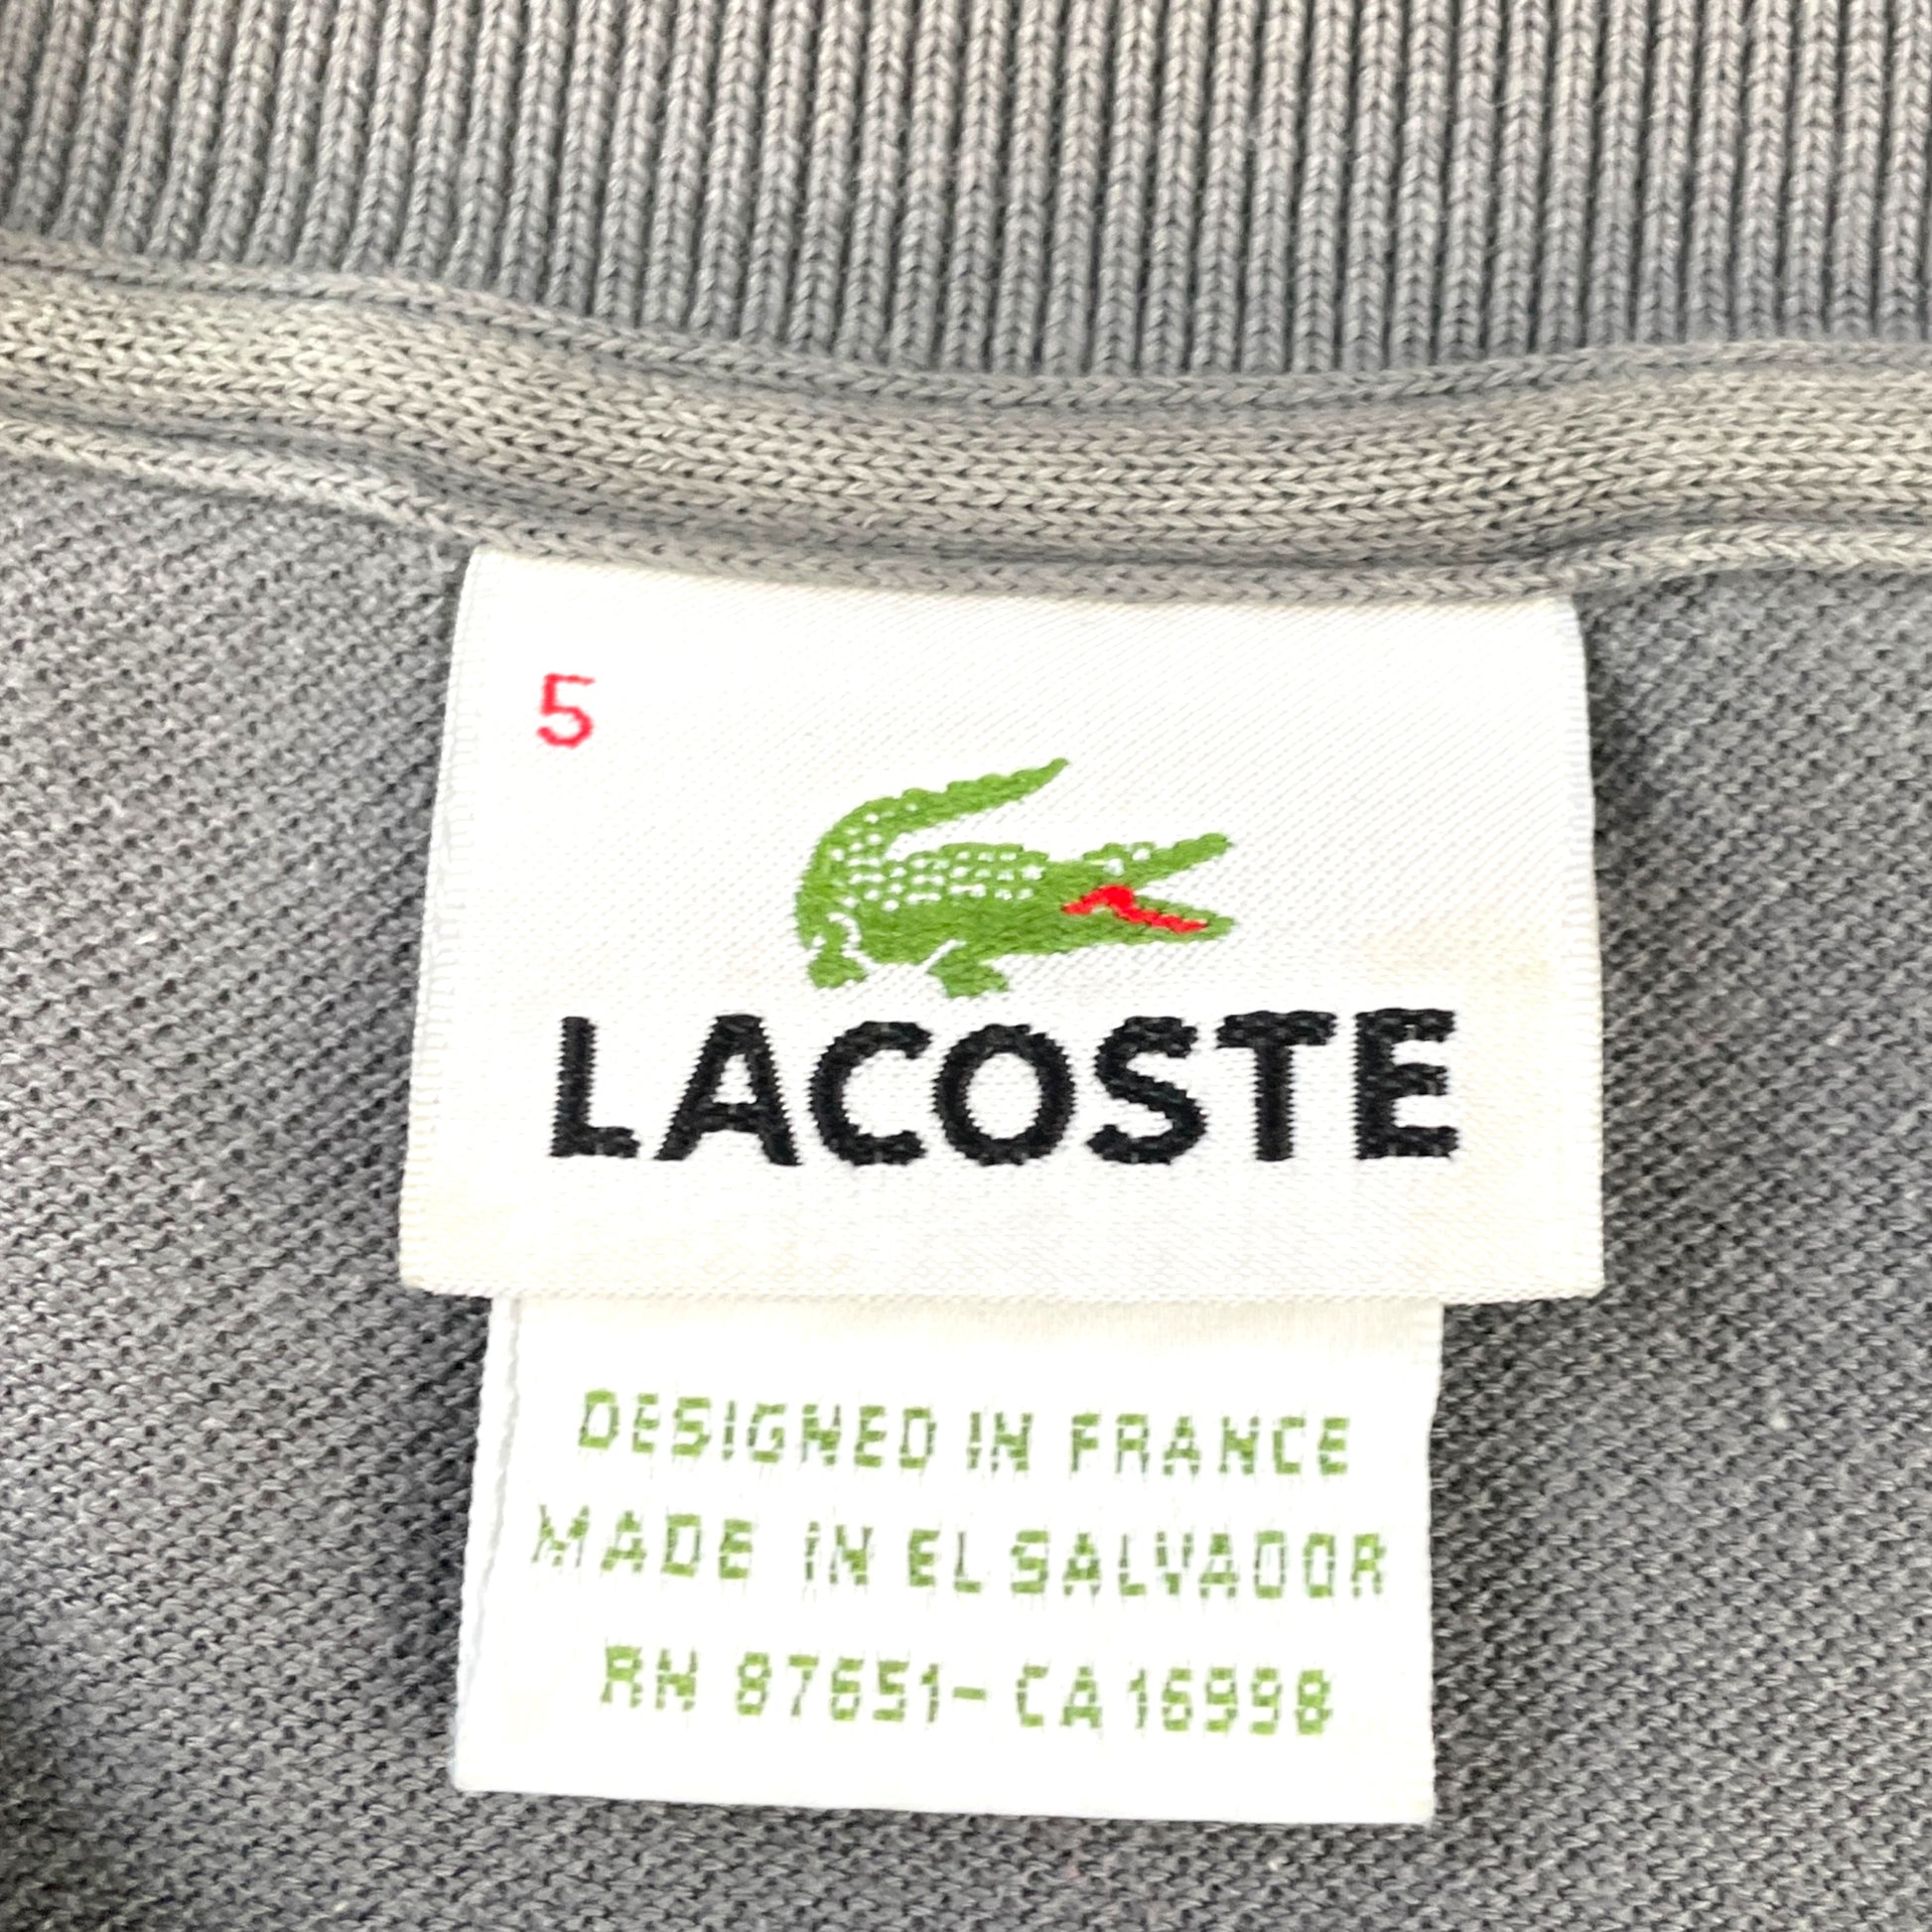 5
LACOSTE
DESIGNED IN FRANCE
MADE IN EL SALVADOR
RN 87651- CA 16998